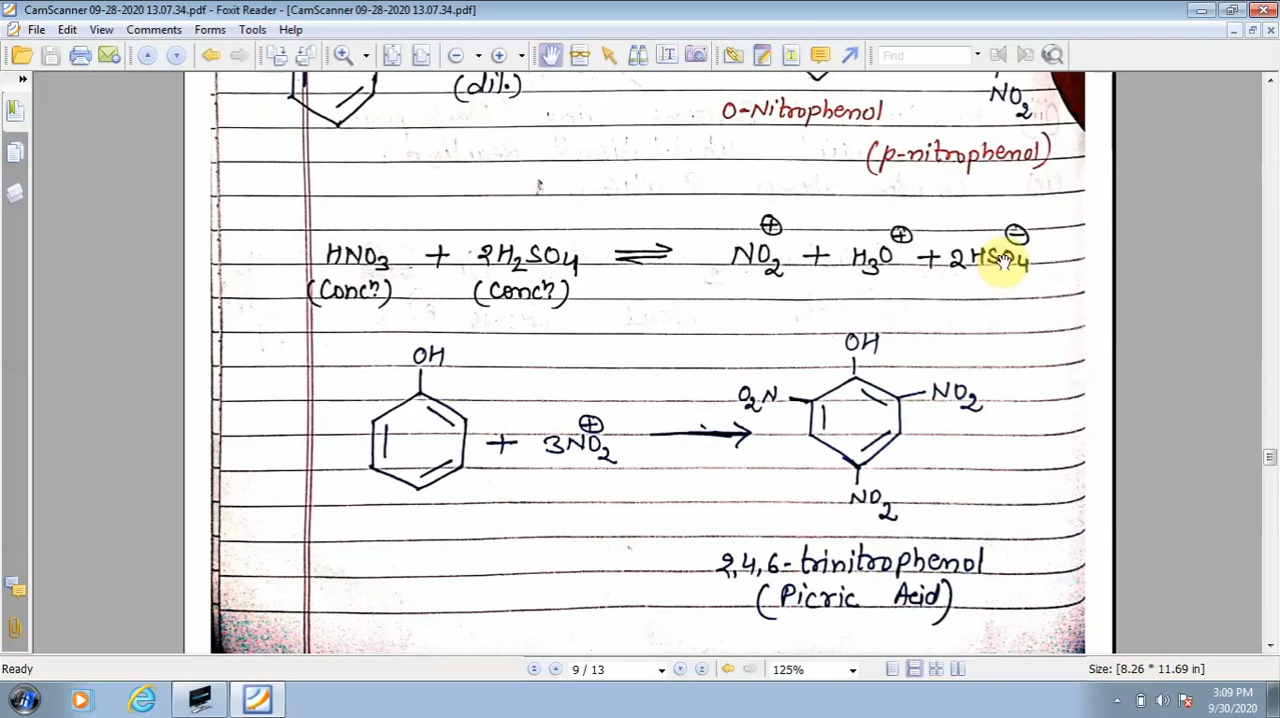 CamScanner 09-28-2020 13.07.34.pdf - Foxit Reader - [CamScanner 09-28-2020 13.07.34.pdf]
File Edit View Comments Forms Tools Help
Find
(dil.)
NO2
O-Nitrophenol
(p-nitrophenol)
HNO3 + 2H2SO4 ⇌ NO2⊕ + H3O⊕ + 2HSO4⊖
(Concⁿ) (Concⁿ)
OH
OH
O2N NO2
+ 3NO2⊕ →
NO2
2,4,6-trinitrophenol
(Picric Acid)
Ready
9 / 13
125%
Size: [8.26 * 11.69 in]
3:09 PM
9/30/2020